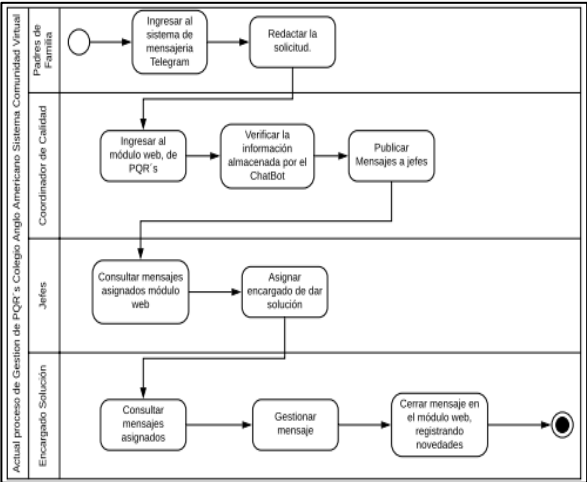 Actual proceso de Gestion de PQR´s Colegio Anglo Americano Sistema Comunidad Virtual
Padres de
Familia
Ingresar al
sistema de
mensajeria
Telegram
Redactar la
solicitud.
Coordinador de Calidad
Ingresar al
módulo web, de
PQR´s
Verificar la
información
almacenada por el
ChatBot
Publicar
Mensajes a jefes
Jefes
Consultar mensajes
asignados módulo
web
Asignar
encargado de dar
solución
Encargado Solución
Consultar
mensajes
asignados
Gestionar
mensaje
Cerrar mensaje en
el módulo web,
registrando
novedades